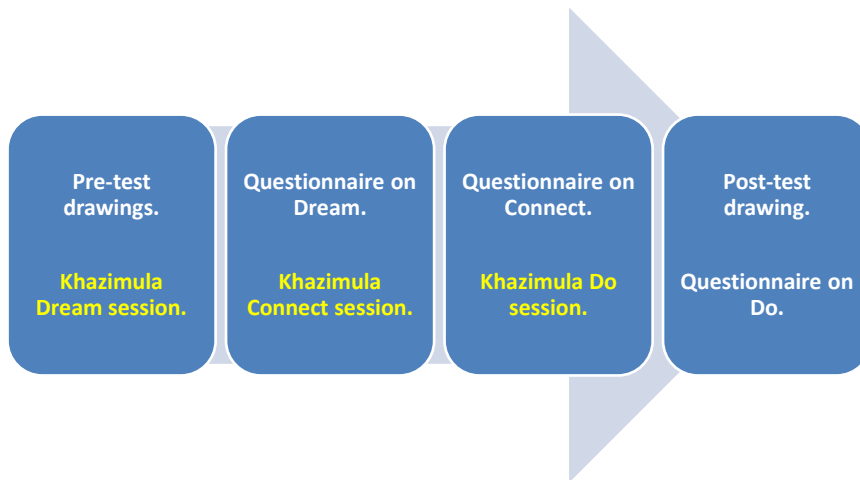 Pre-test
drawings.
Khazimula
Dream session.
Questionnaire on
Dream.
Khazimula
Connect session.
Questionnaire on
Connect.
Khazimula Do
session.
Post-test
drawing.
Questionnaire on
Do.